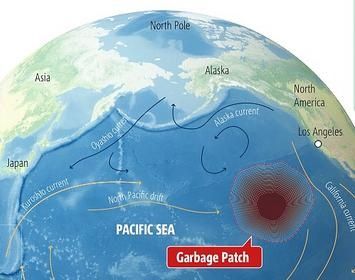 North Pole
Asia
Alaska
North
America
Los Angeles
Oyashio current
Alaska current
Japan
Kuroshio current
North Pacific drift
California current
PACIFIC SEA
Garbage Patch